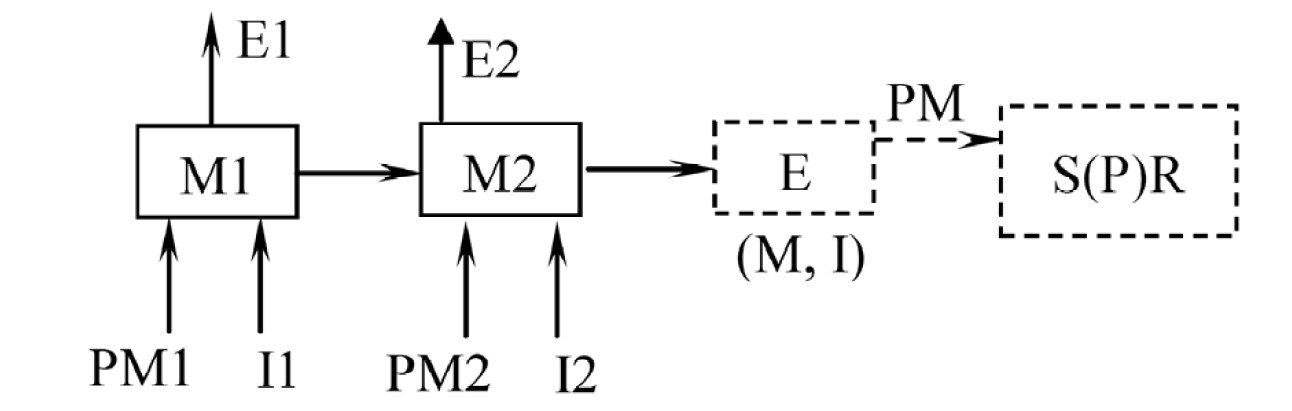 E1
E2
PM
M1
M2
E
S(P)R
(M, I)
PM1
I1
PM2
I2